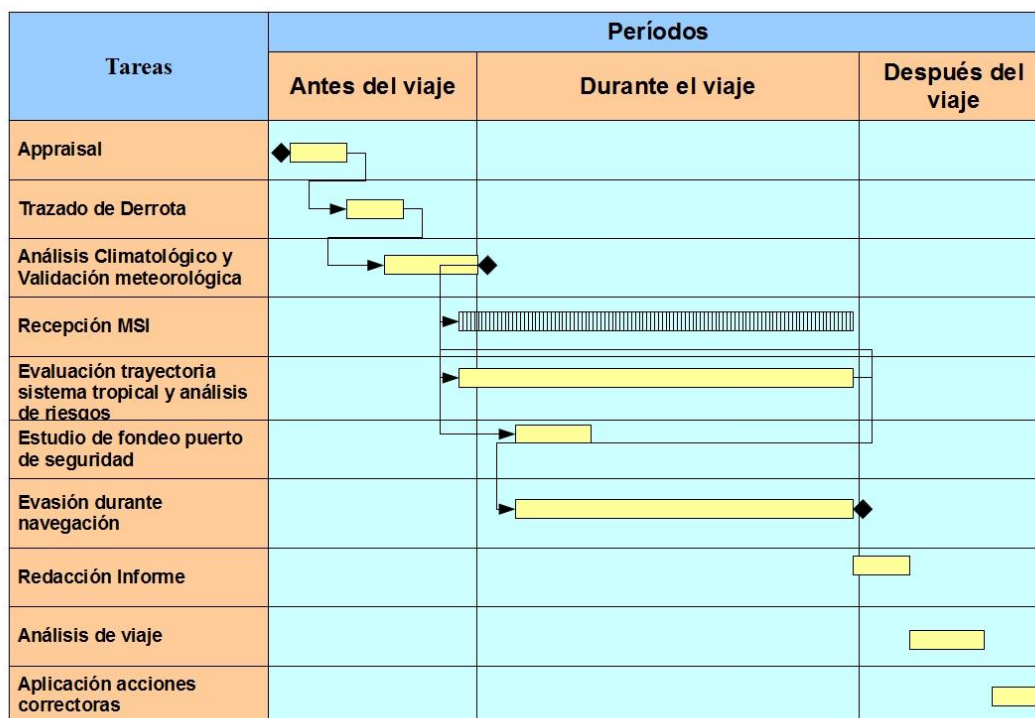 Tareas
Períodos
Antes del viaje
Durante el viaje
Después del
viaje
Appraisal
Trazado de Derrota
Análisis Climatológico y
Validación meteorológica
Recepción MSI
Evaluación trayectoria
sistema tropical y análisis
de riesgos
Estudio de fondeo puerto
de seguridad
Evasión durante
navegación
Redacción Informe
Análisis de viaje
Aplicación acciones
correctoras